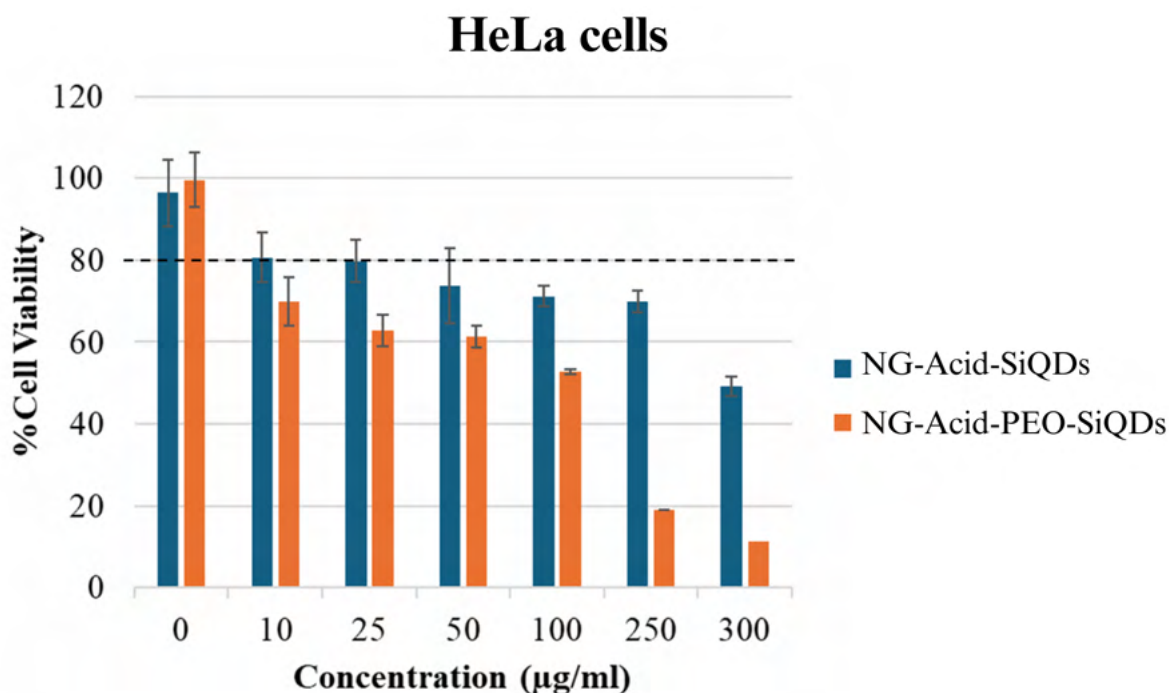 HeLa cells
120
100
80
60
40
20
0
%Cell Viability
0 10 25 50 100 250 300
Concentration (µg/ml)
NG-Acid-SiQDs
NG-Acid-PEO-SiQDs